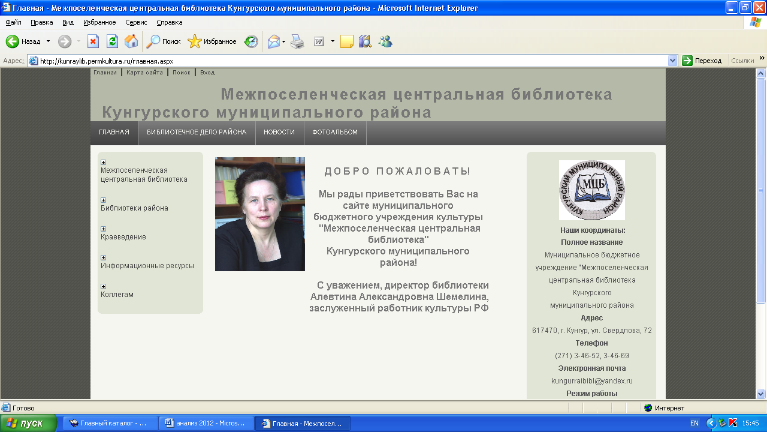 Главная - Межпоселенческая центральная библиотека Кунгурского муниципального района - Microsoft Internet Explorer
Файл Правка Вид Избранное Сервис Справка
Назад Поиск Избранное
Адрес: http://kunraylib.permkultura.ru/главная.aspx Переход Ссылки
Главная | Карта сайта | Поиск | Вход
Межпоселенческая центральная библиотека
Кунгурского муниципального района
ГЛАВНАЯ БИБЛИОТЕЧНОЕ ДЕЛО РАЙОНА НОВОСТИ ФОТОАЛЬБОМ
Межпоселенческая
центральная библиотека
Библиотеки района
Краеведение
Информационные ресурсы
Коллегам
ДОБРО ПОЖАЛОВАТЬ!
Мы рады приветствовать Вас на
сайте муниципального
бюджетного учреждения культуры
"Межпоселенческая центральная
библиотека"
Кунгурского муниципального
района!
С уважением, директор библиотеки
Алевтина Александровна Шемелина,
заслуженный работник культуры РФ
КУНГУРСКИЙ МУНИЦИПАЛЬНЫЙ РАЙОН
МЦБ
Наши координаты:
Полное название
Муниципальное бюджетное
учреждение "Межпоселенческая
центральная библиотека
Кунгурского
муниципального района
Адрес
617470, г. Кунгур, ул. Свердлова, 72
Телефон
(271) 3-46-52, 3-46-69
Электронная почта
kungurraibibl@yandex.ru
Режим работы
Готово Интернет
пуск Главный каталог - ... анализ 2012 - Micros... Главная - Межпосел... EN 15:45